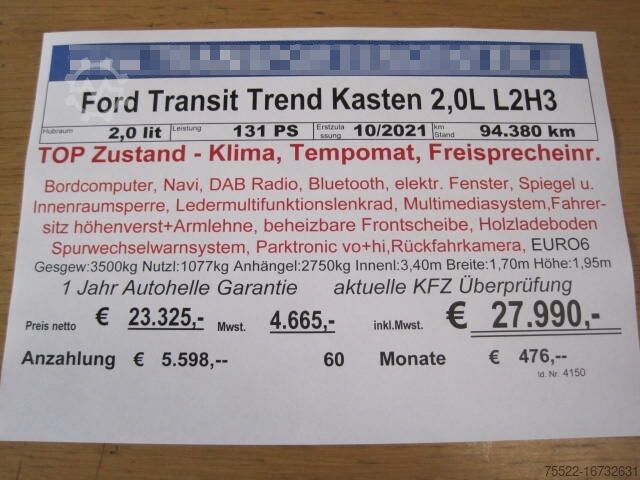 Ford Transit Trend Kasten 2,0L L2H3
Hubraum 2,0 lit Leistung 131 PS Erstzulassung 10/2021 km Stand 94.380 km
TOP Zustand - Klima, Tempomat, Freisprecheinr.
Bordcomputer, Navi, DAB Radio, Bluetooth, elektr. Fenster, Spiegel u.
Innenraumsperre, Ledermultifunktionslenkrad, Multimediasystem,Fahrer-
sitz höhenverst+Armlehne, beheizbare Frontscheibe, Holzladeboden
Spurwechselwarnsystem, Parktronic vo+hi,Rückfahrkamera, EURO6
Gesgew:3500kg Nutzl:1077kg Anhängel:2750kg Innenl:3,40m Breite:1,70m Höhe:1,95m
1 Jahr Autohelle Garantie aktuelle KFZ Überprüfung
Preis netto € 23.325,- Mwst. 4.665,- inkl.Mwst. € 27.990,-
Anzahlung € 5.598,-- 60 Monate € 476,--
Id. Nr. 4150
75522-16732631